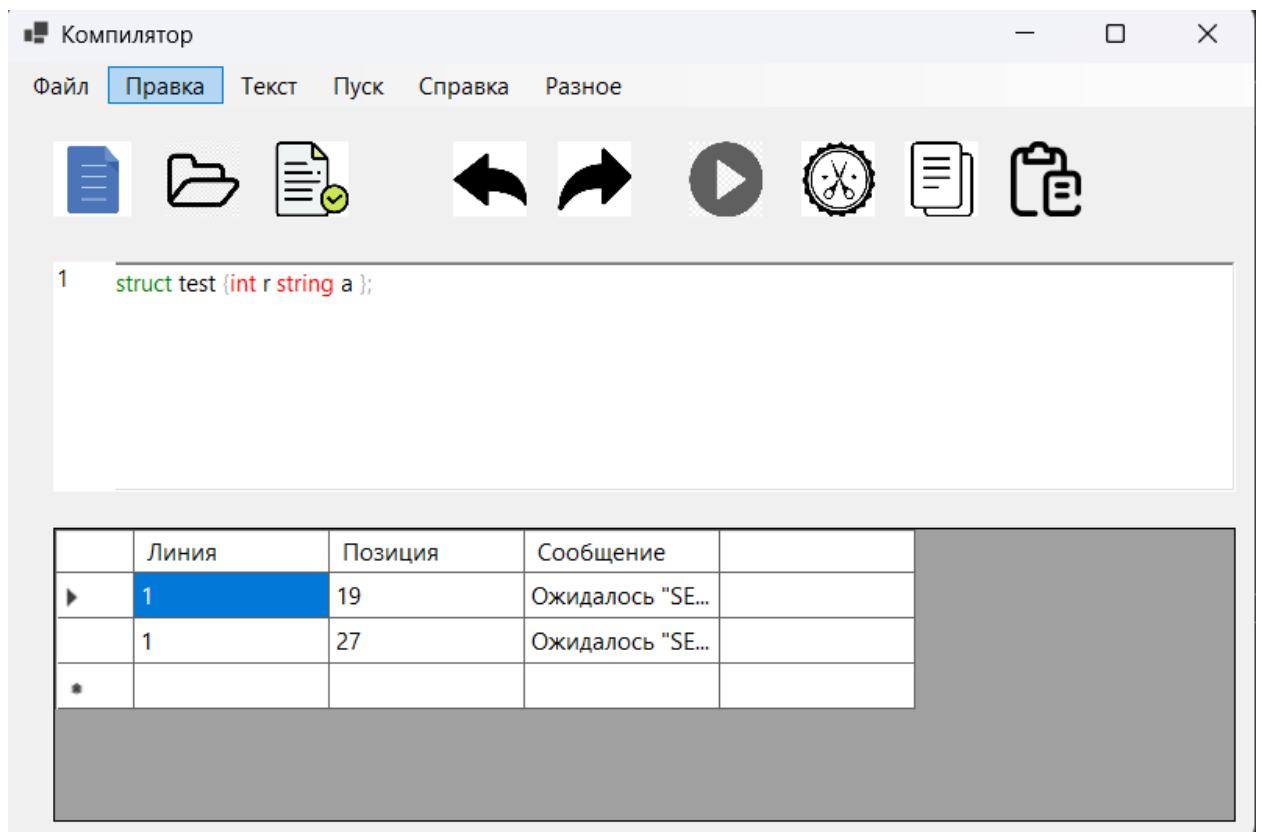 Компилятор
Файл Правка Текст Пуск Справка Разное
1 struct test {int r string a };
Линия Позиция Сообщение
1 19 Ожидалось "SE...
1 27 Ожидалось "SE...